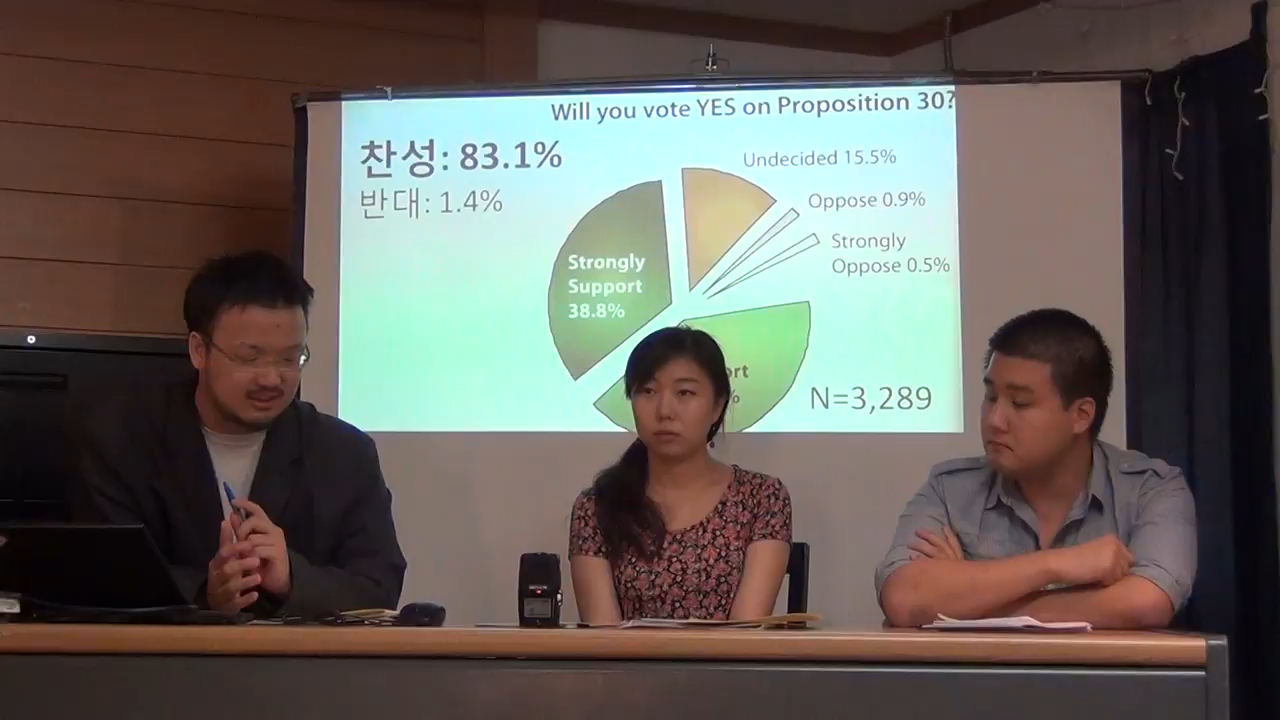 Will you vote YES on Proposition 30?
찬성: 83.1%
반대: 1.4%
Undecided 15.5%
Oppose 0.9%
Strongly
Oppose 0.5%
Strongly
Support
38.8%
ort
%
N=3,289